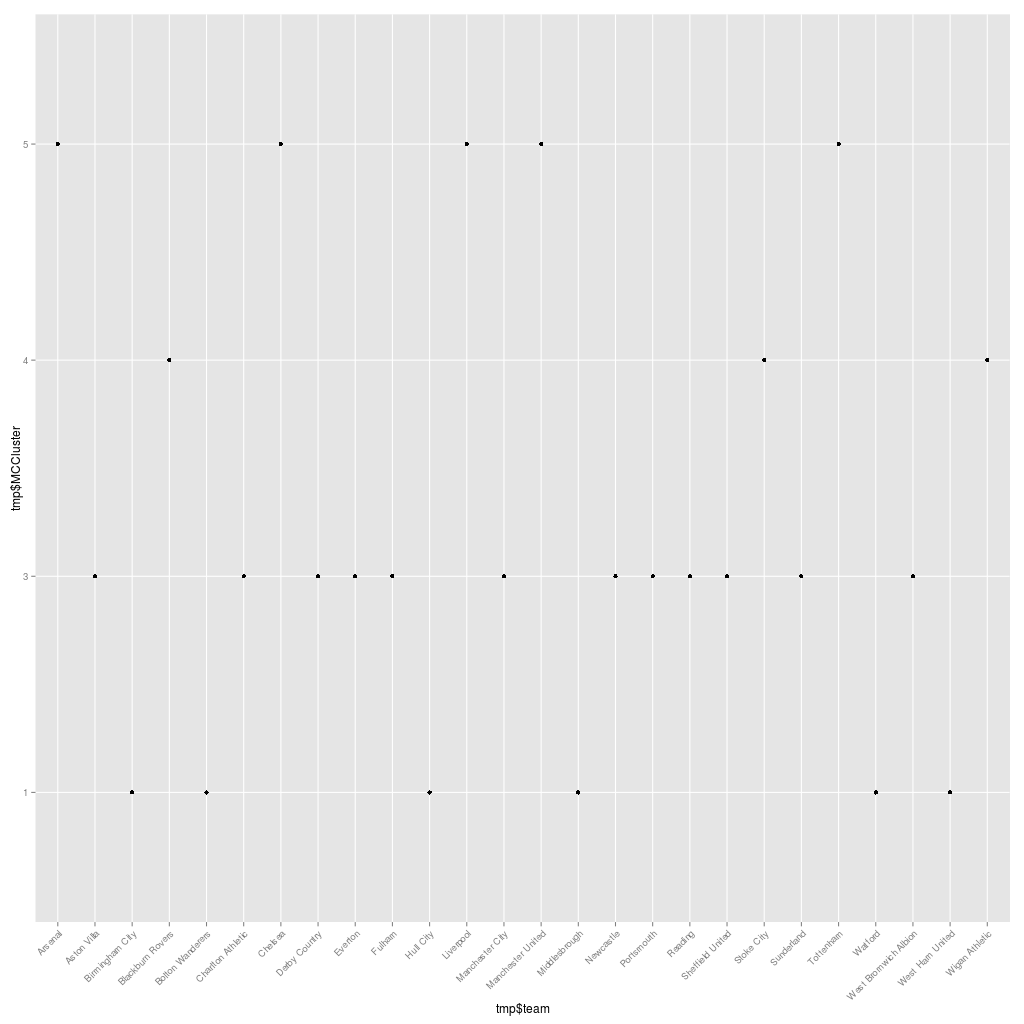 5
4
3
1
tmp$MCCluster
Arsenal
Aston Villa
Birmingham City
Blackburn Rovers
Bolton Wanderers
Charlton Athletic
Chelsea
Derby Country
Everton
Fulham
Hull City
Liverpool
Manchester City
Manchester United
Middlesbrough
Newcastle
Portsmouth
Reading
Sheffield United
Stoke City
Sunderland
Tottenham
Watford
West Bromwich Albion
West Ham United
Wigan Athletic
tmp$team